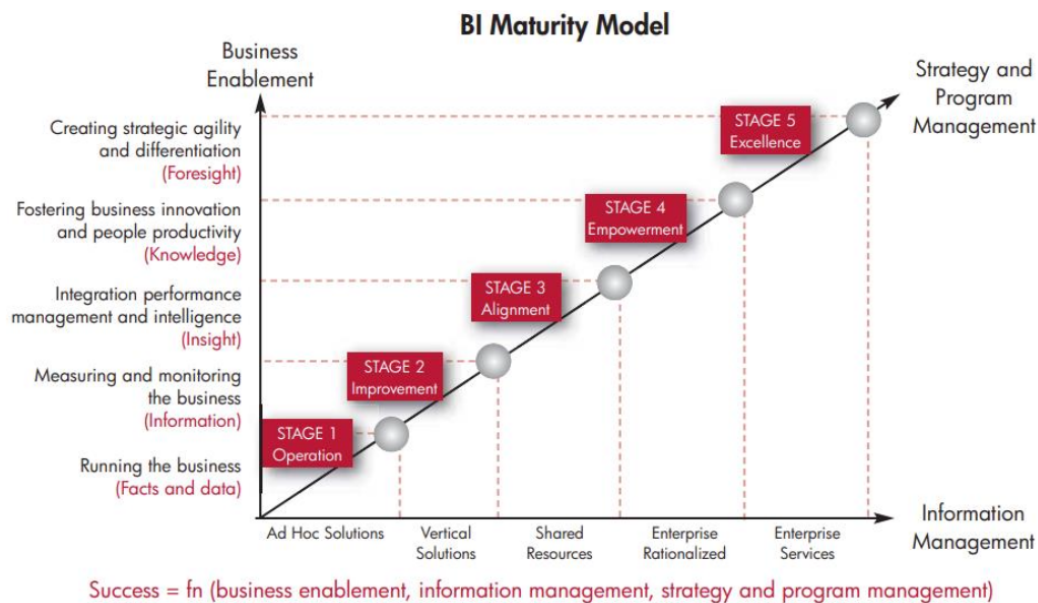 BI Maturity Model
Business
Enablement
Strategy and
Program
Management
Creating strategic agility
and differentiation
(Foresight)
Fostering business innovation
and people productivity
(Knowledge)
Integration performance
management and intelligence
(Insight)
Measuring and monitoring
the business
(Information)
Running the business
(Facts and data)
STAGE 5
Excellence
STAGE 4
Empowerment
STAGE 3
Alignment
STAGE 2
Improvement
STAGE 1
Operation
Ad Hoc Solutions
Vertical
Solutions
Shared
Resources
Enterprise
Rationalized
Enterprise
Services
Information
Management
Success = fn (business enablement, information management, strategy and program management)